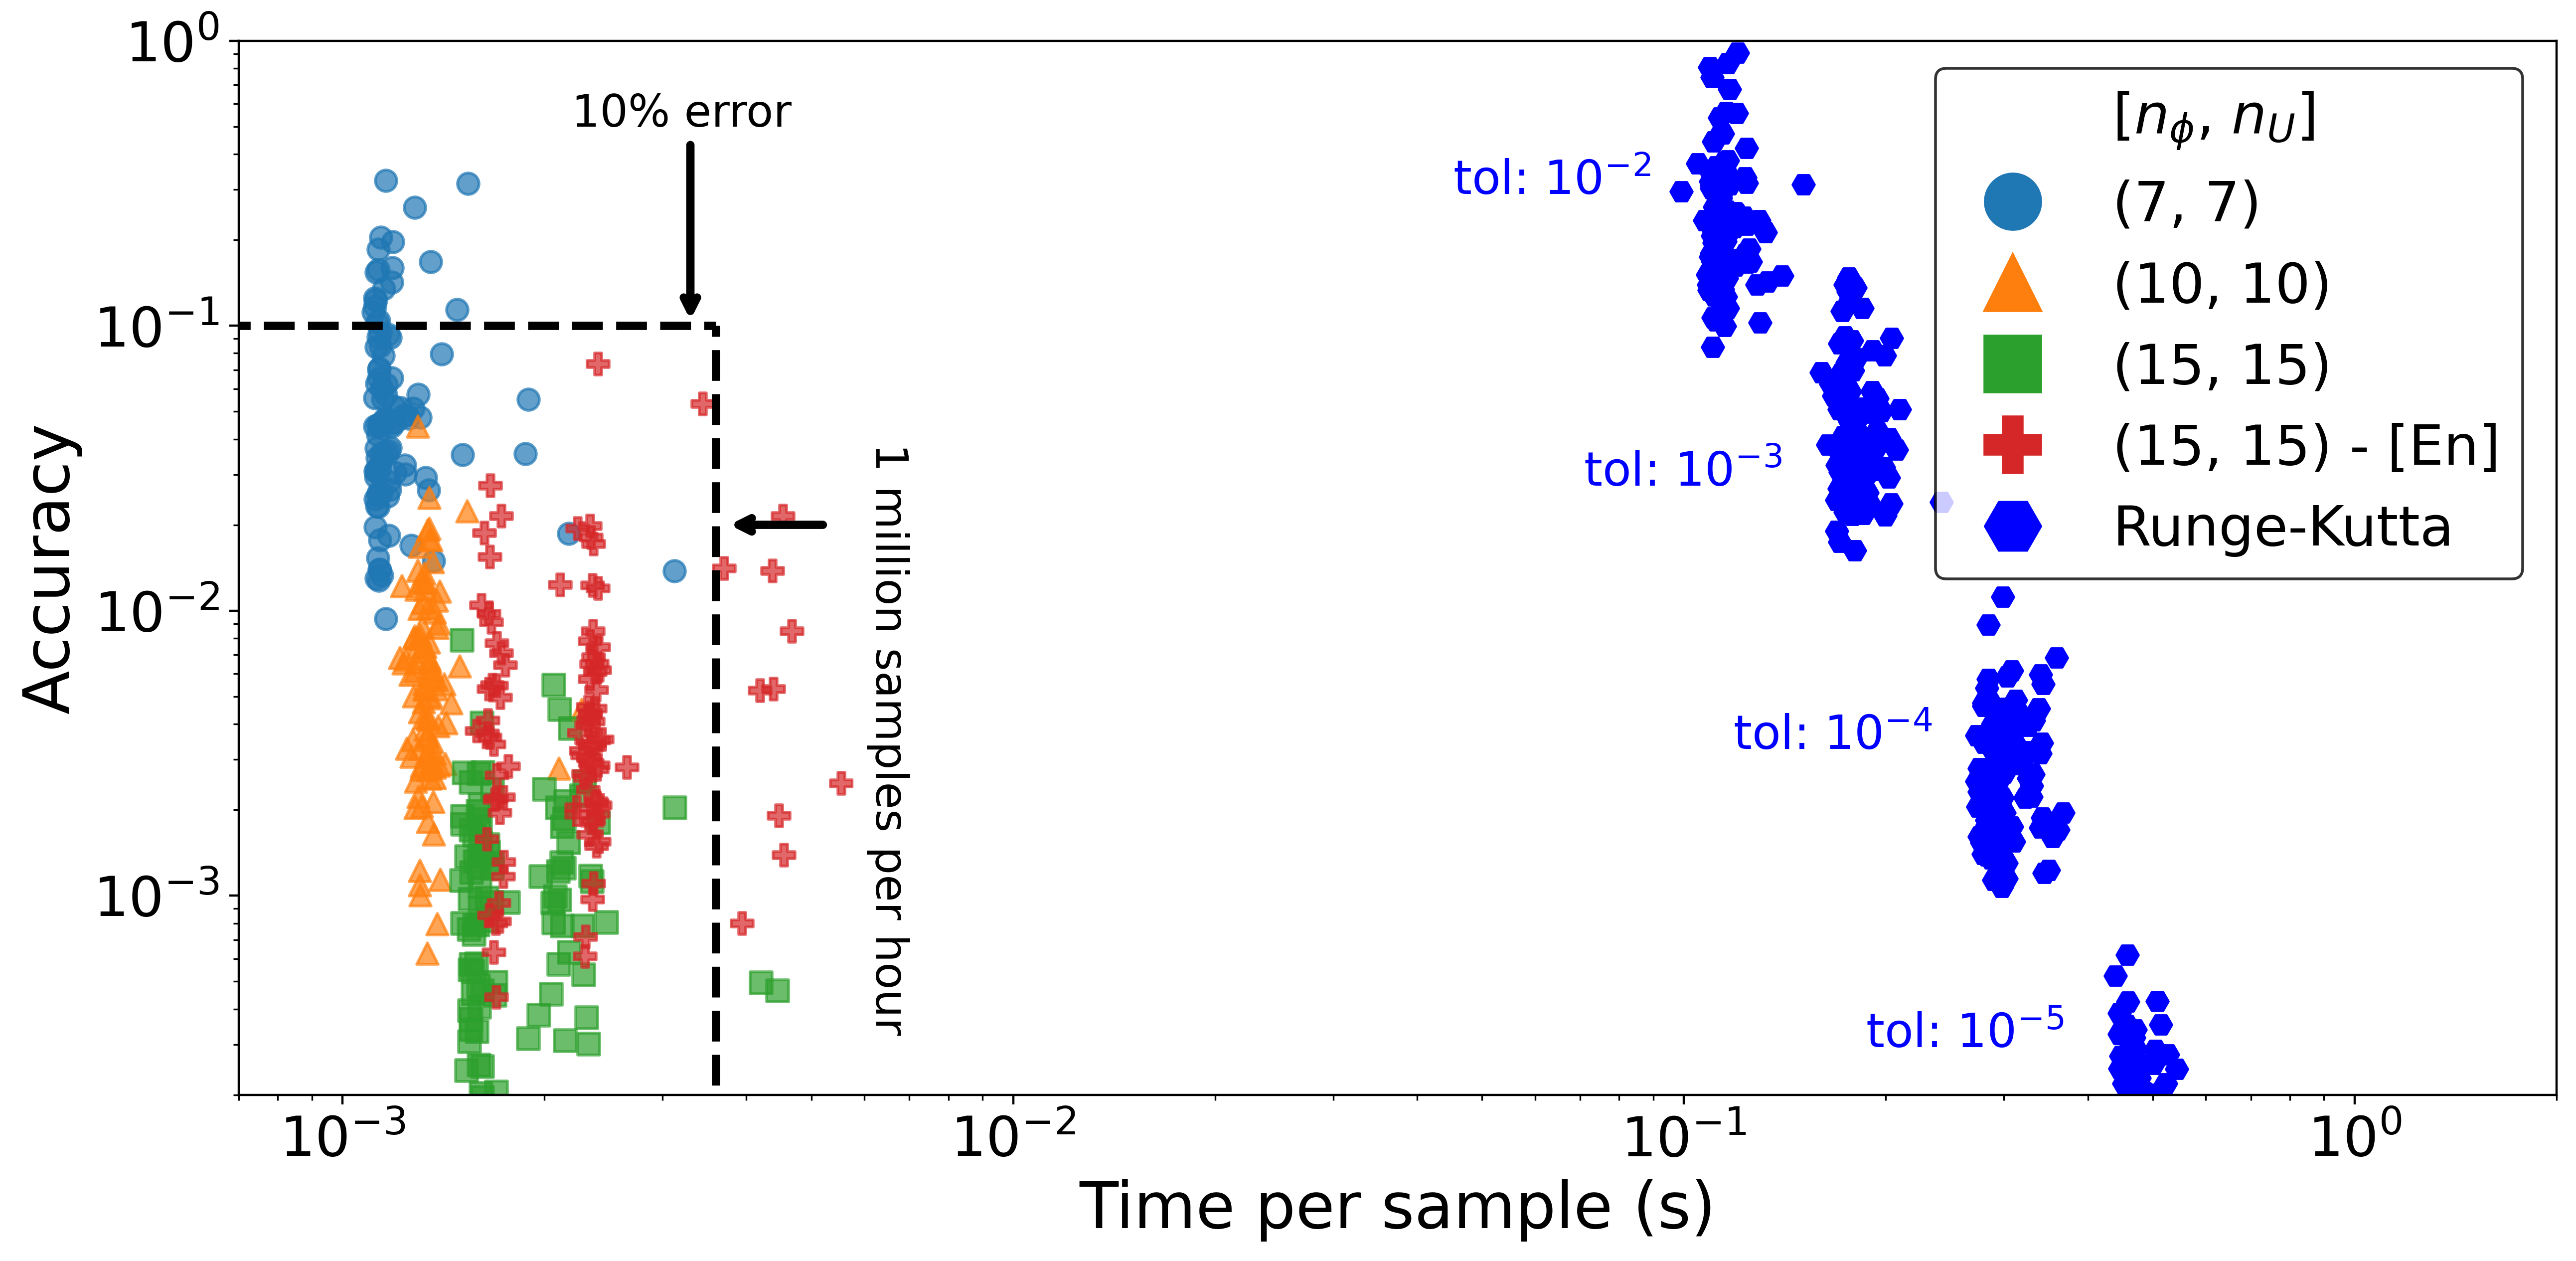 10⁰
10⁻¹
10⁻²
10⁻³
Accuracy
10% error
1 million samples per hour
tol: 10⁻²
tol: 10⁻³
tol: 10⁻⁴
tol: 10⁻⁵
[n_ϕ, n_U]
(7, 7)
(10, 10)
(15, 15)
(15, 15) - [En]
Runge-Kutta
10⁻³
10⁻²
10⁻¹
10⁰
Time per sample (s)